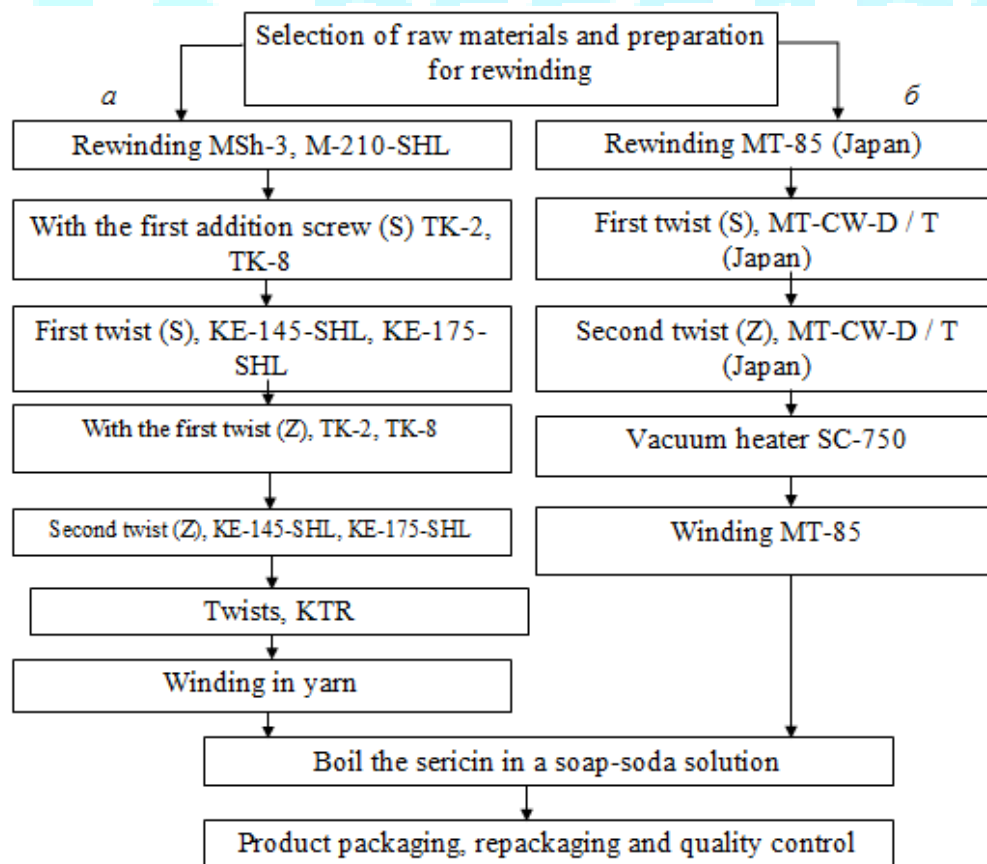 Selection of raw materials and preparation
for rewinding
а
Rewinding MSh-3, M-210-SHL
With the first addition screw (S) TK-2,
TK-8
First twist (S), KE-145-SHL, KE-175-
SHL
With the first twist (Z), TK-2, TK-8
Second twist (Z), KE-145-SHL, KE-175-SHL
Twists, KTR
Winding in yarn
б
Rewinding MT-85 (Japan)
First twist (S), MT-CW-D / T
(Japan)
Second twist (Z), MT-CW-D / T
(Japan)
Vacuum heater SC-750
Winding MT-85
Boil the sericin in a soap-soda solution
Product packaging, repackaging and quality control